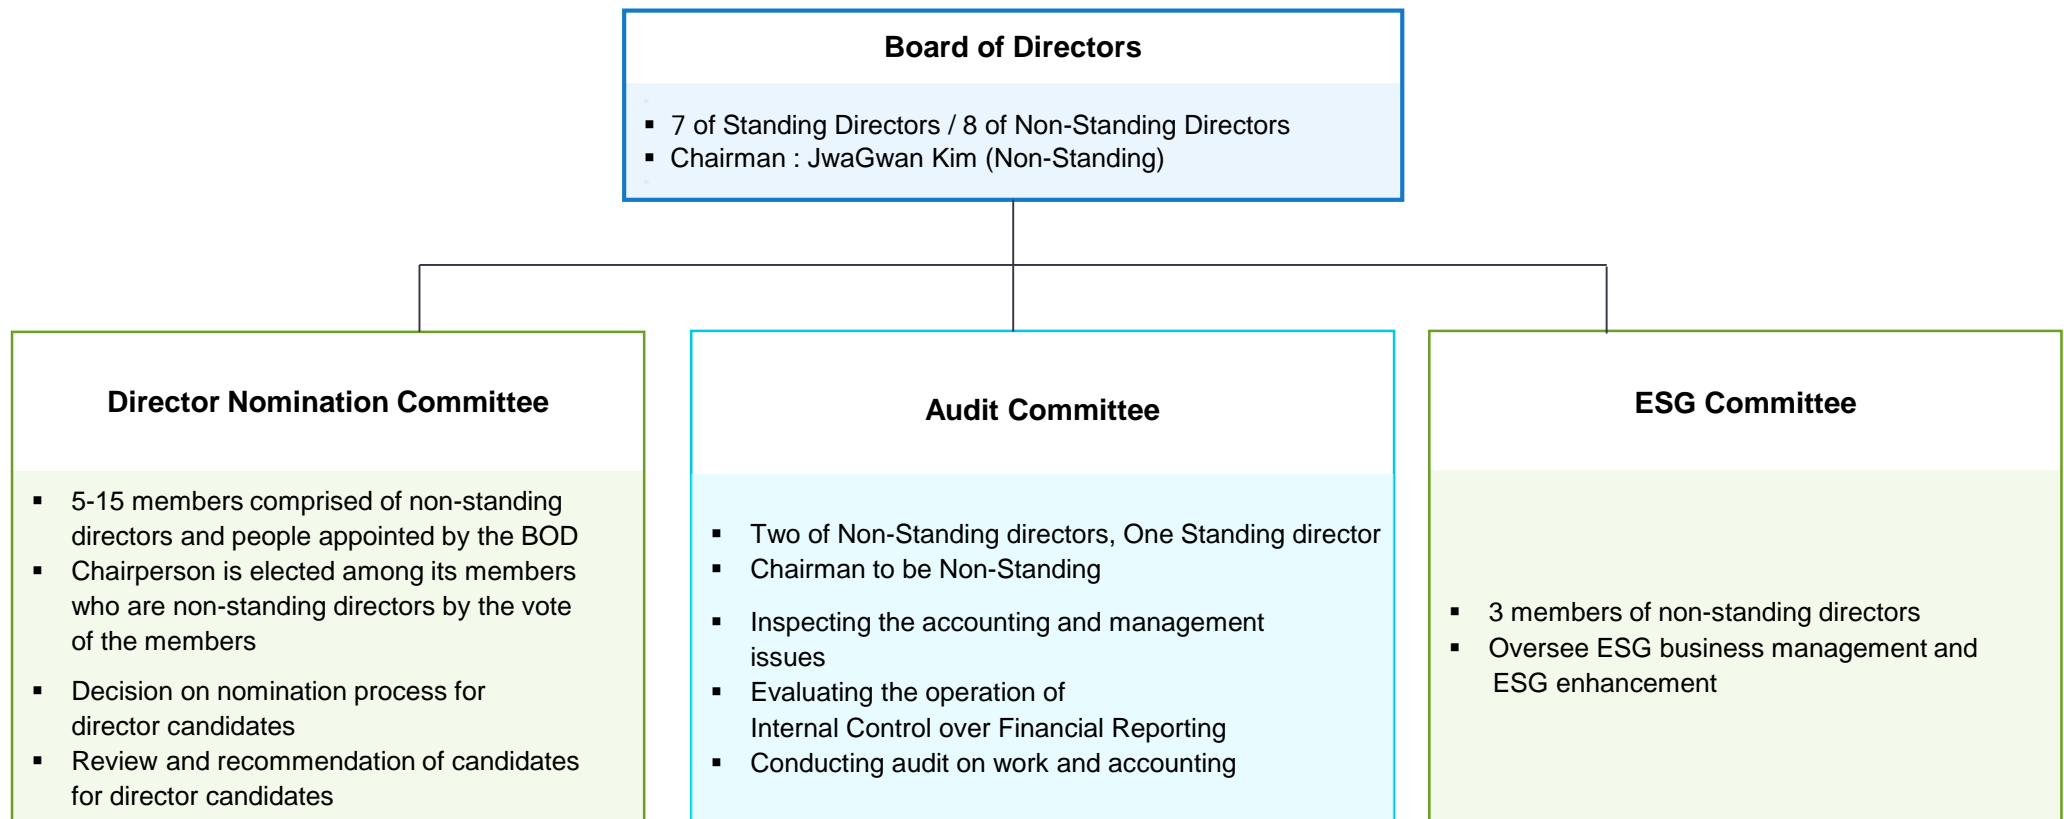 Board of Directors
▪ 7 of Standing Directors / 8 of Non-Standing Directors
▪ Chairman : JwaGwan Kim (Non-Standing)
Director Nomination Committee
▪ 5-15 members comprised of non-standing
directors and people appointed by the BOD
▪ Chairperson is elected among its members
who are non-standing directors by the vote
of the members
▪ Decision on nomination process for
director candidates
▪ Review and recommendation of candidates
for director candidates
Audit Committee
▪ Two of Non-Standing directors, One Standing director
▪ Chairman to be Non-Standing
▪ Inspecting the accounting and management
issues
▪ Evaluating the operation of
Internal Control over Financial Reporting
▪ Conducting audit on work and accounting
ESG Committee
▪ 3 members of non-standing directors
▪ Oversee ESG business management and
ESG enhancement